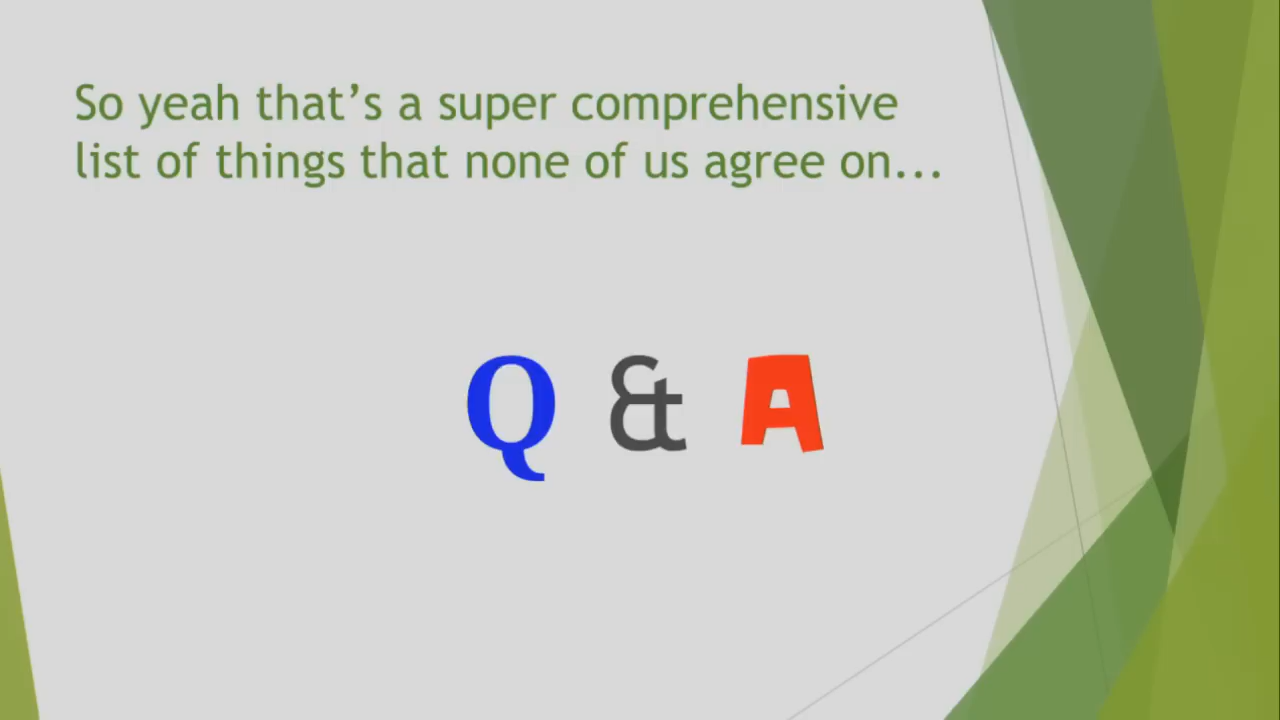 So yeah that’s a super comprehensive
list of things that none of us agree on...
Q & A